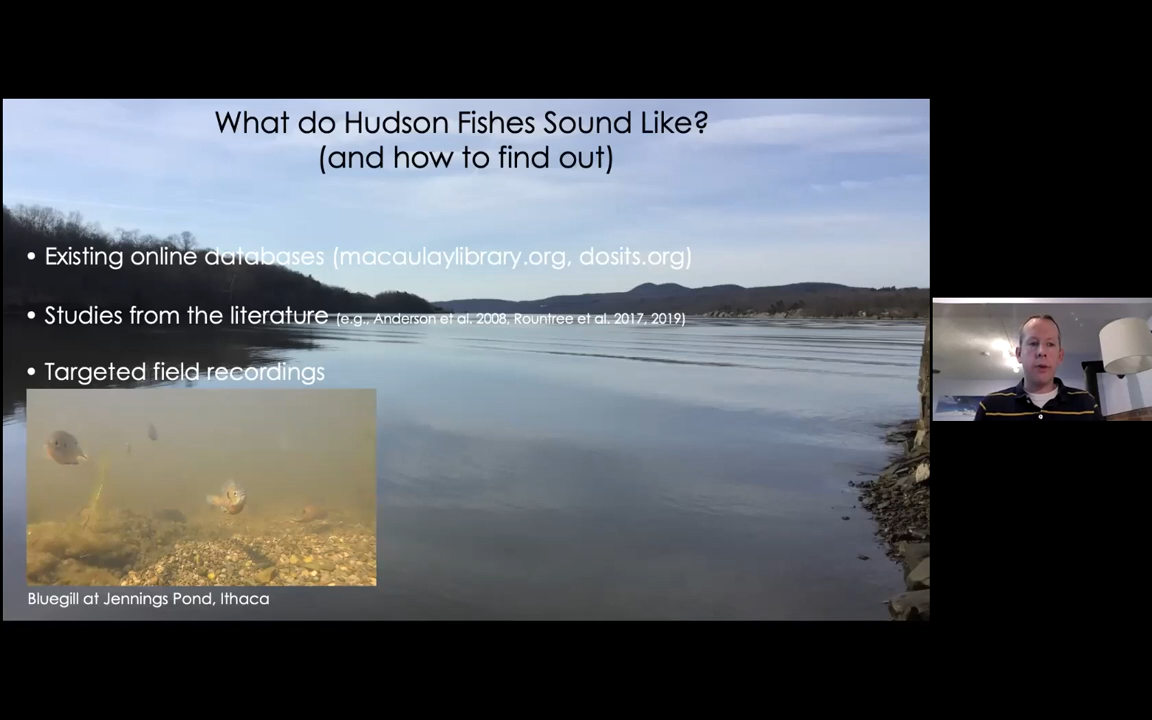 What do Hudson Fishes Sound Like?
(and how to find out)
• Existing online databases (macaulaylibrary.org, dosits.org)
• Studies from the literature (e.g., Anderson et al. 2008, Rountree et al. 2017, 2019)
• Targeted field recordings
Bluegill at Jennings Pond, Ithaca